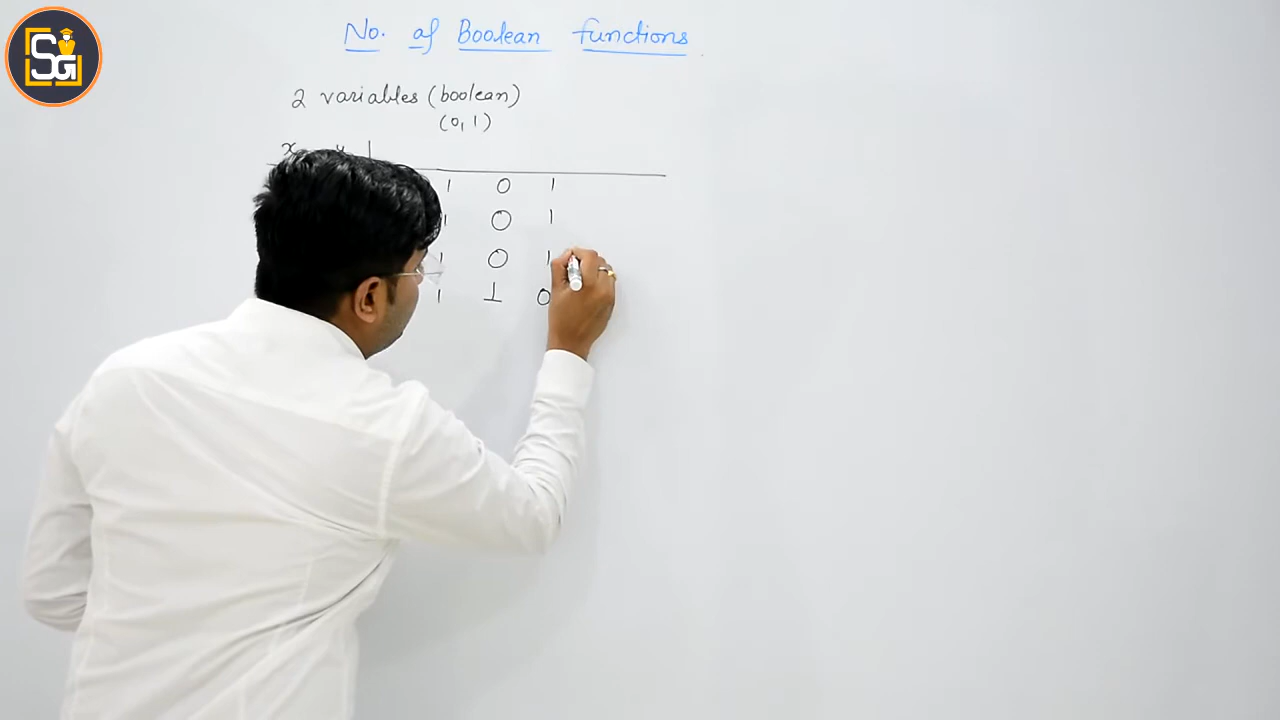 SG
No. of Boolean functions
2 variables (boolean)
(0, 1)
x y
1 0 1
1 0 1
1 0 1
1 1 0